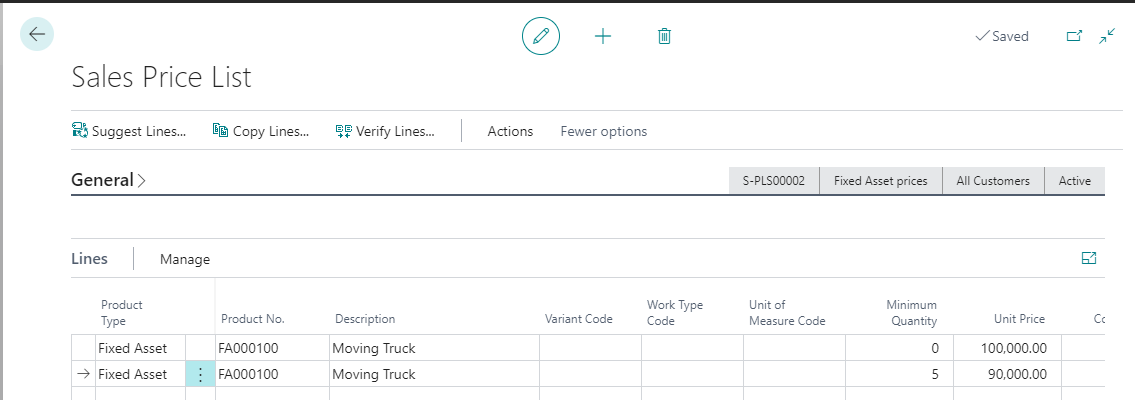 Saved
Sales Price List
Suggest Lines... Copy Lines... Verify Lines... Actions Fewer options
General S-PLS00002 Fixed Asset prices All Customers Active
Lines Manage
Product Type Product No. Description Variant Code Work Type Code Unit of Measure Code Minimum Quantity Unit Price
Fixed Asset FA000100 Moving Truck 0 100,000.00
Fixed Asset FA000100 Moving Truck 5 90,000.00